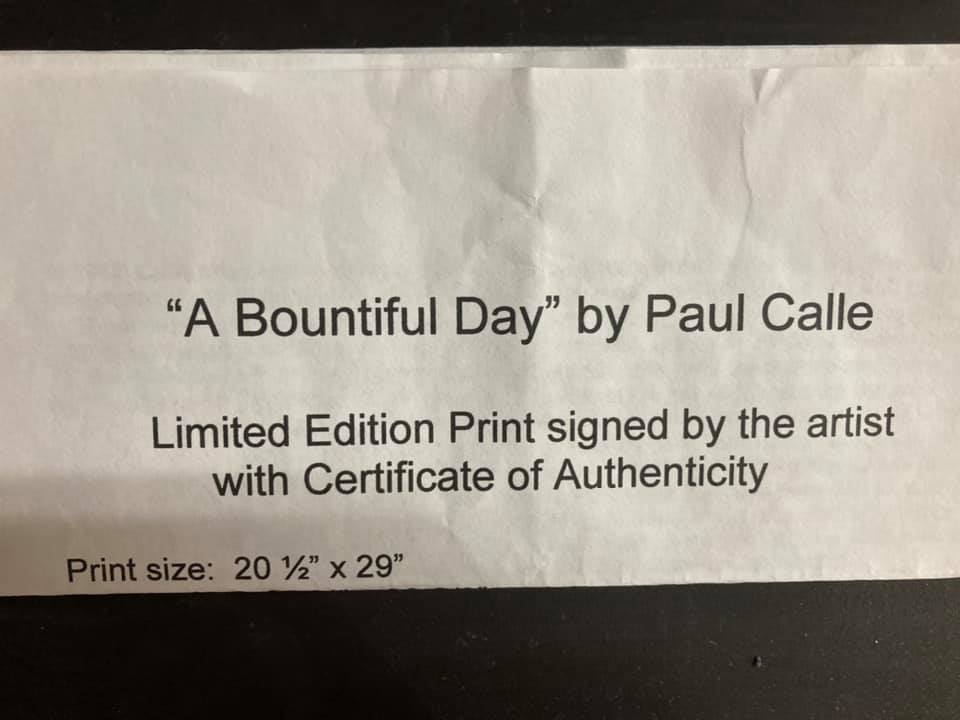 “A Bountiful Day” by Paul Calle
Limited Edition Print signed by the artist
with Certificate of Authenticity
Print size: 20 ½” x 29”